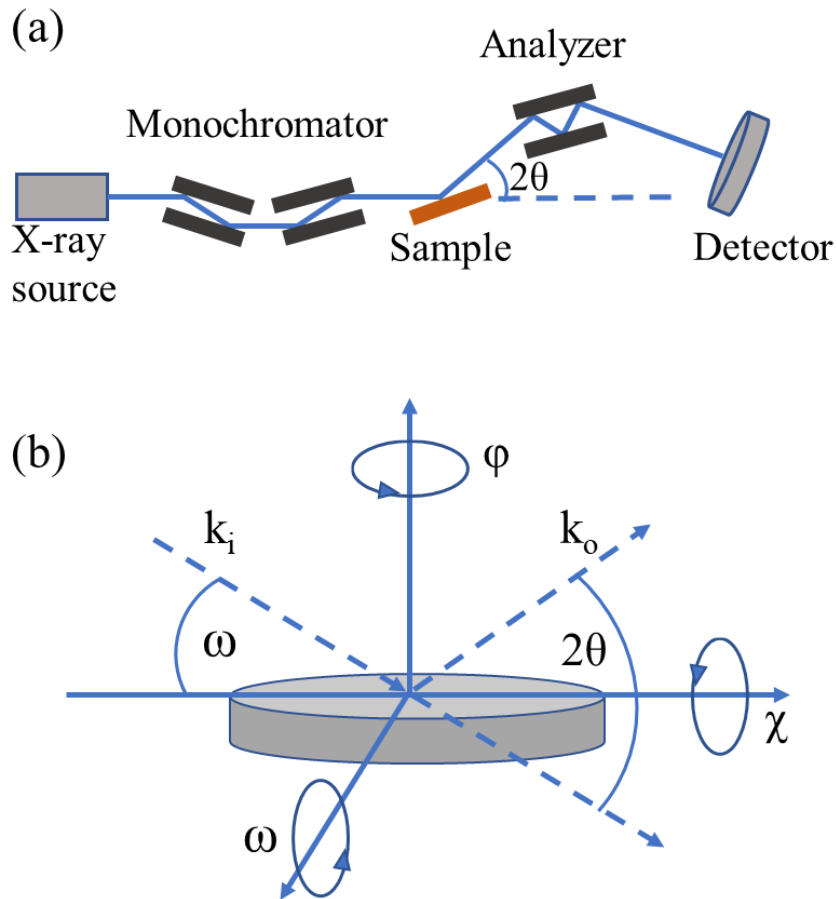 (a)
Analyzer
Monochromator
2θ
X-ray
source
Sample
Detector
(b)
φ
kᵢ
kₒ
ω
2θ
χ
ω